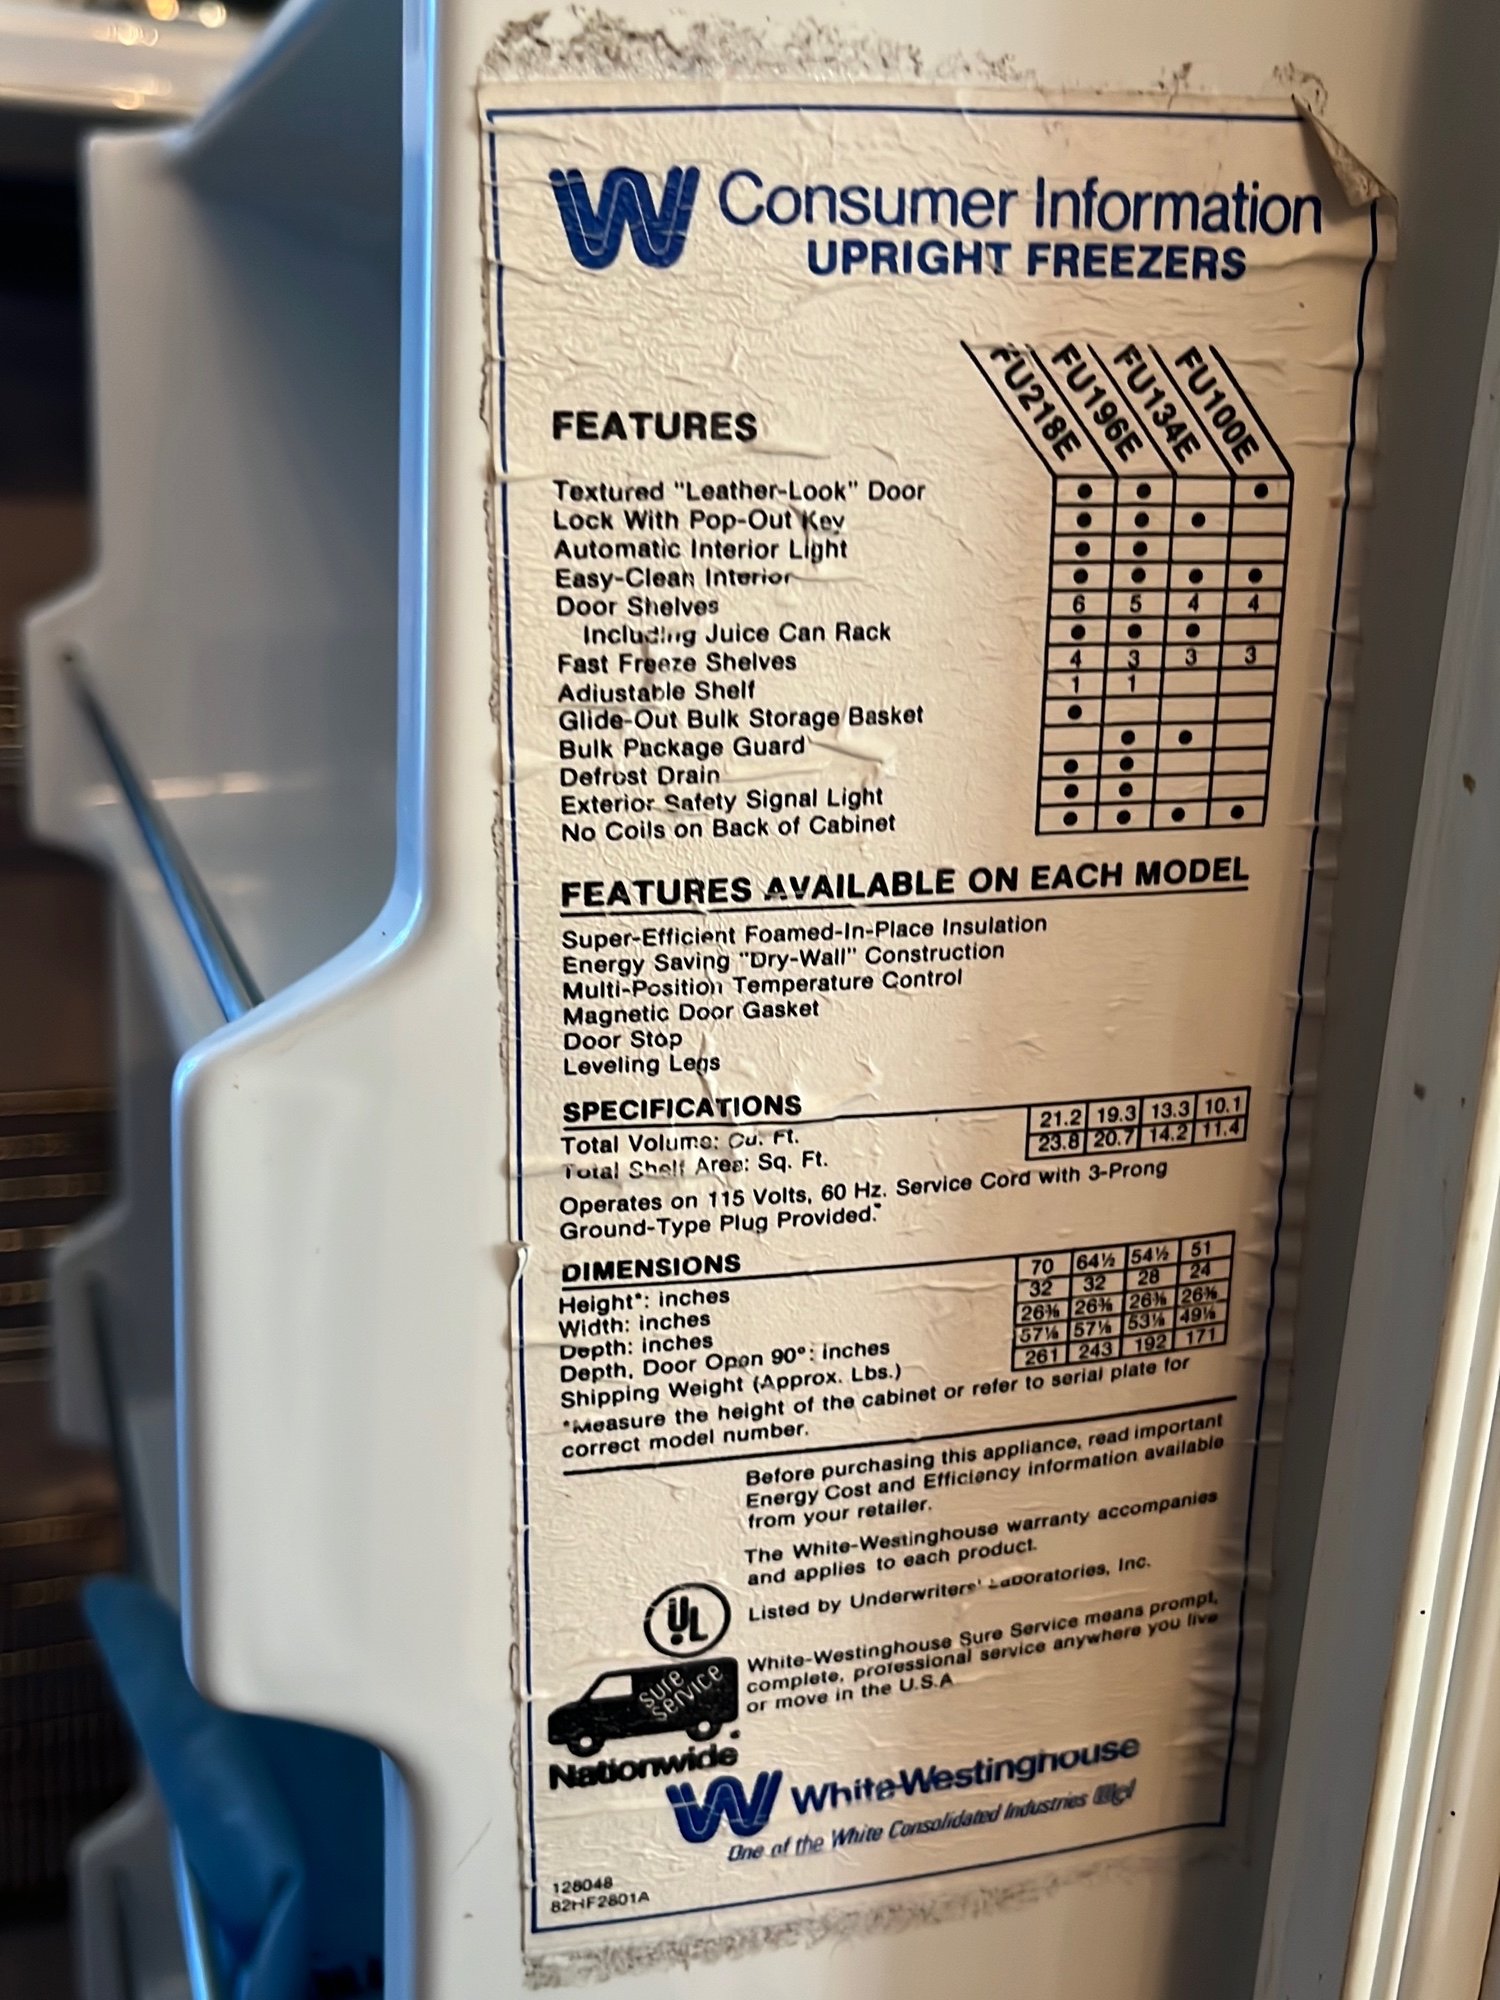 W Consumer Information
UPRIGHT FREEZERS
FU218E FU196E FU134E FU100E
FEATURES
Textured "Leather-Look" Door ● ● ●
Lock With Pop-Out Key ● ● ●
Automatic Interior Light ● ●
Easy-Clean Interior ● ● ● ●
Door Shelves 6 5 4 4
Including Juice Can Rack ● ● ●
Fast Freeze Shelves 4 3 3 3
Adjustable Shelf 1 1
Glide-Out Bulk Storage Basket ●
Bulk Package Guard ● ●
Defrost Drain ● ●
Exterior Safety Signal Light ● ●
No Coils on Back of Cabinet ● ● ● ●
FEATURES AVAILABLE ON EACH MODEL
Super-Efficient Foamed-In-Place Insulation
Energy Saving "Dry-Wall" Construction
Multi-Position Temperature Control
Magnetic Door Gasket
Door Stop
Leveling Legs
SPECIFICATIONS
Total Volume: Cu. Ft. 21.2 19.3 13.3 10.1
Total Shelf Area: Sq. Ft. 23.8 20.7 14.2 11.4
Operates on 115 Volts, 60 Hz. Service Cord with 3-Prong
Ground-Type Plug Provided.*
DIMENSIONS
Height*: inches 70 64½ 54½ 51
Width: inches 32 32 28 24
Depth: inches 26⅜ 26⅜ 26⅜ 26⅜
Depth, Door Open 90°: inches 57⅛ 57⅛ 53⅛ 49⅛
Shipping Weight (Approx. Lbs.) 261 243 192 171
*Measure the height of the cabinet or refer to serial plate for
correct model number.
Before purchasing this appliance, read important
Energy Cost and Efficiency information available
from your retailer.
The White-Westinghouse warranty accompanies
and applies to each product.
UL
Listed by Underwriters' Laboratories, Inc.
sure
service
Nationwide
White-Westinghouse Sure Service means prompt,
complete, professional service anywhere you live
or move in the U.S.A
W White-Westinghouse
One of the White Consolidated Industries
128048
82HF2801A